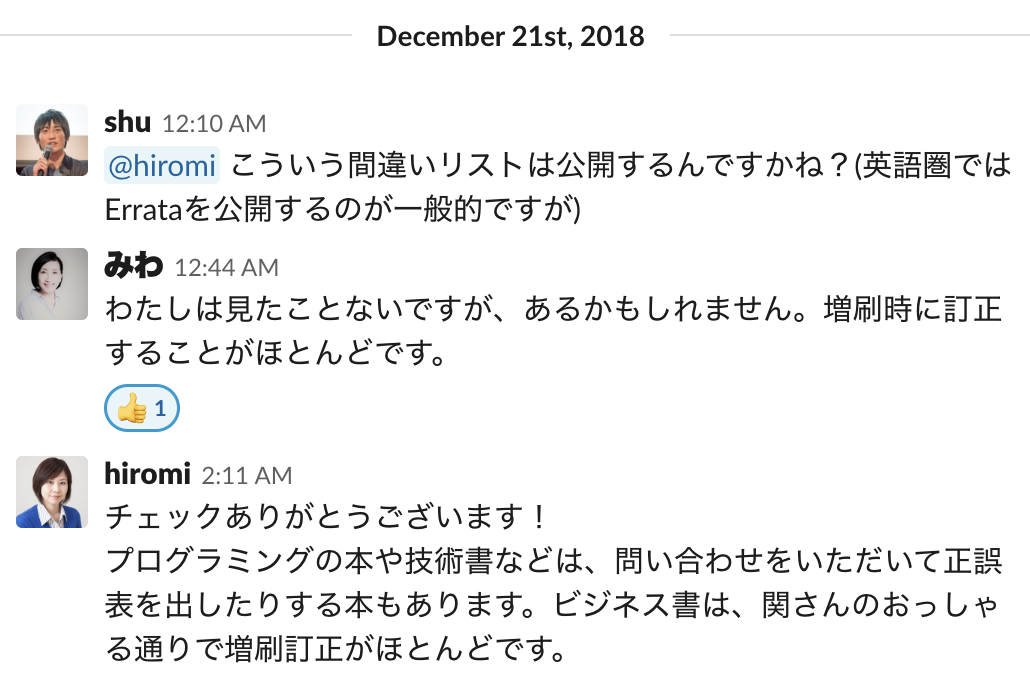 December 21st, 2018
shu 12:10 AM
@hiromi こういう間違いリストは公開するんですかね？(英語圏では
Errataを公開するのが一般的ですが)
みわ 12:44 AM
わたしは見たことないですが、あるかもしれません。増刷時に訂正
することがほとんどです。
👍 1
hiromi 2:11 AM
チェックありがとうございます！
プログラミングの本や技術書などは、問い合わせをいただいて正誤
表を出したりする本もあります。ビジネス書は、関さんのおっしゃ
る通りで増刷訂正がほとんどです。